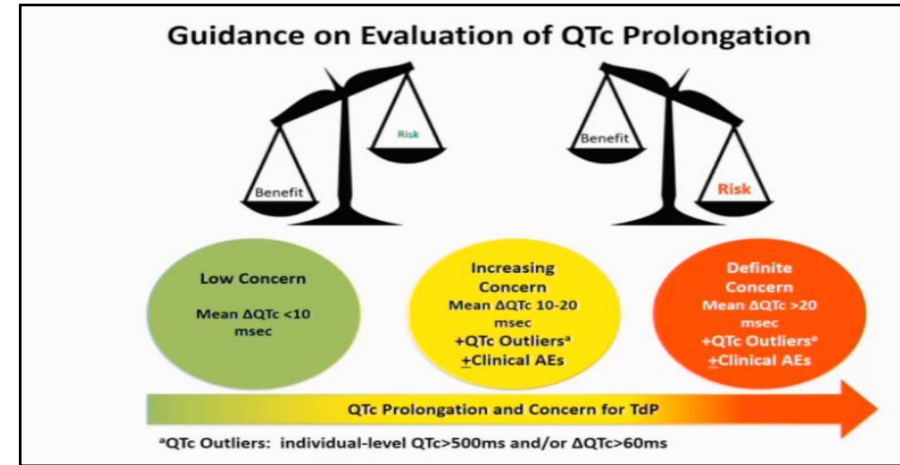 Guidance on Evaluation of QTc Prolongation
Risk
Benefit
Benefit
Risk
Low Concern
Mean ΔQTc <10
msec
Increasing
Concern
Mean ΔQTc 10-20
msec
+QTc Outliersᵃ
±Clinical AEs
Definite
Concern
Mean ΔQTc >20
msec
+QTc Outliersᵃ
±Clinical AEs
QTc Prolongation and Concern for TdP
ᵃQTc Outliers: individual-level QTc>500ms and/or ΔQTc>60ms